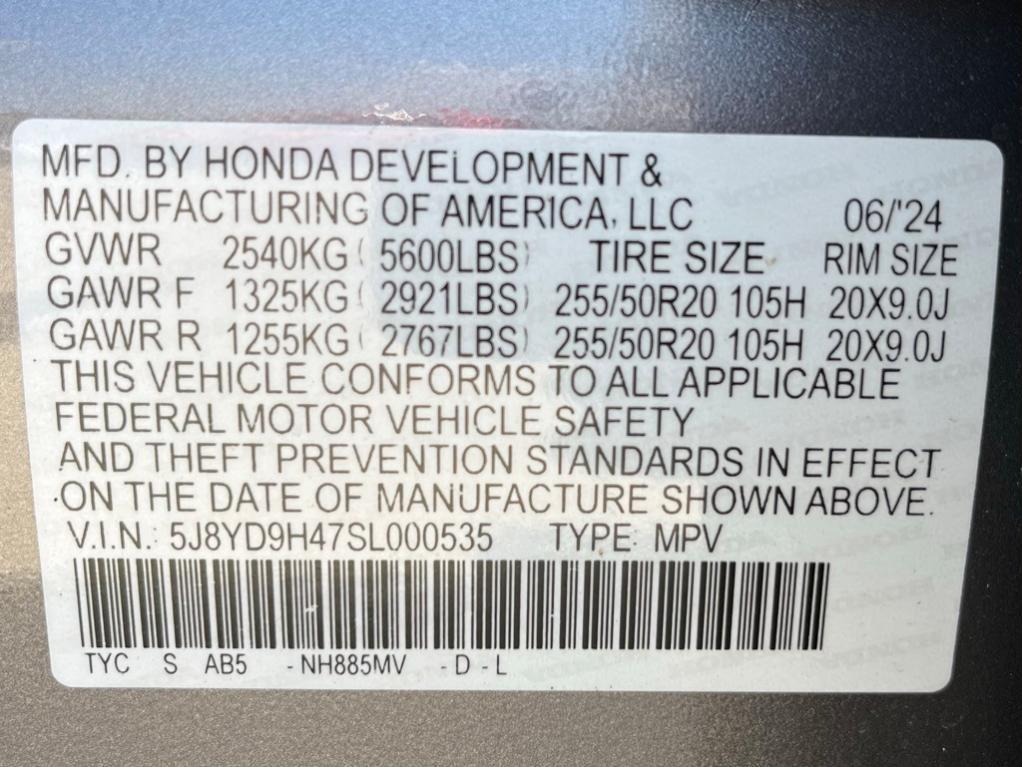 MFD. BY HONDA DEVELOPMENT &
MANUFACTURING OF AMERICA, LLC 06/'24
GVWR 2540KG ( 5600LBS) TIRE SIZE RIM SIZE
GAWR F 1325KG ( 2921LBS) 255/50R20 105H 20X9.0J
GAWR R 1255KG ( 2767LBS) 255/50R20 105H 20X9.0J
THIS VEHICLE CONFORMS TO ALL APPLICABLE
FEDERAL MOTOR VEHICLE SAFETY
AND THEFT PREVENTION STANDARDS IN EFFECT
ON THE DATE OF MANUFACTURE SHOWN ABOVE.
V.I.N.: 5J8YD9H47SL000535 TYPE: MPV
TYC S AB5 -NH885MV -D -L